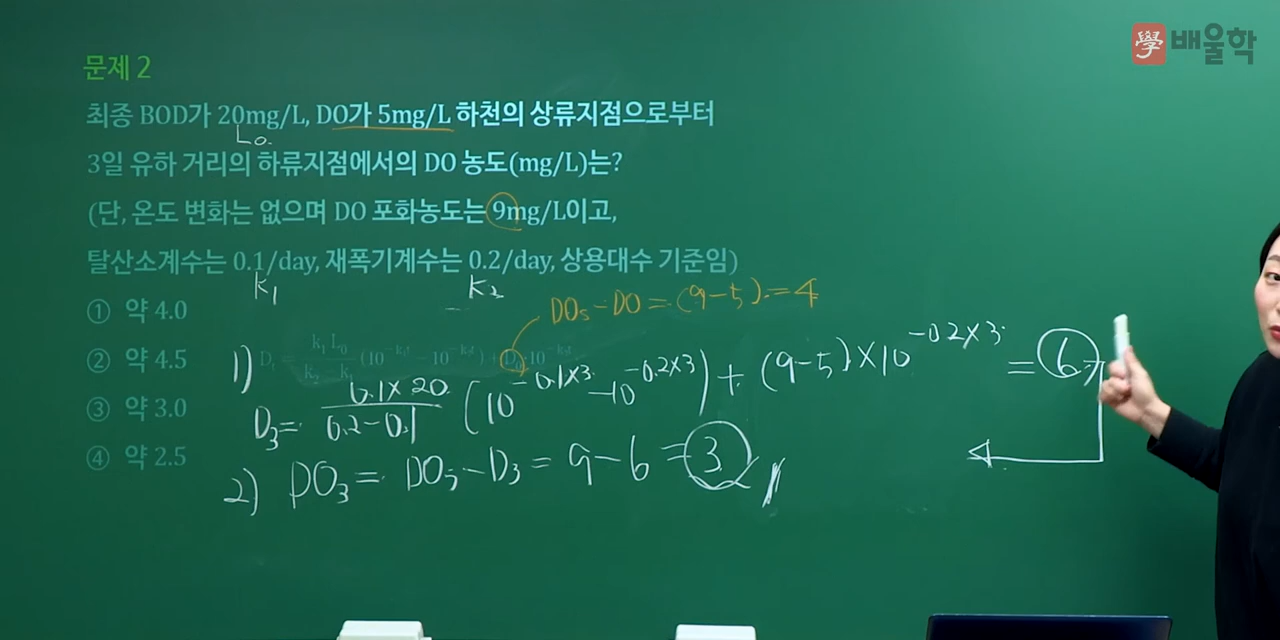 學 배울학
문제 2
최종 BOD가 20mg/L, DO가 5mg/L 하천의 상류지점으로부터
L₀.
3일 유하 거리의 하류지점에서의 DO 농도(mg/L)는?
(단, 온도 변화는 없으며 DO 포화농도는 9mg/L이고,
탈산소계수는 0.1/day, 재폭기계수는 0.2/day, 상용대수 기준임)
K₁ K₂
① 약 4.0
DOs - DO = (9-5) = 4
② 약 4.5
1) Dₜ = k₁ L₀ / k₂ - k₁ (10^-k₁t - 10^-k₂t) + D₀·10^-k₂t
D₃ = 0.1×20 / 0.2-0.1 (10^-0.1×3 - 10^-0.2×3) + (9-5)×10^-0.2×3 = 6
③ 약 3.0
④ 약 2.5
2) DO₃ = DOs - D₃ = 9 - 6 = 3